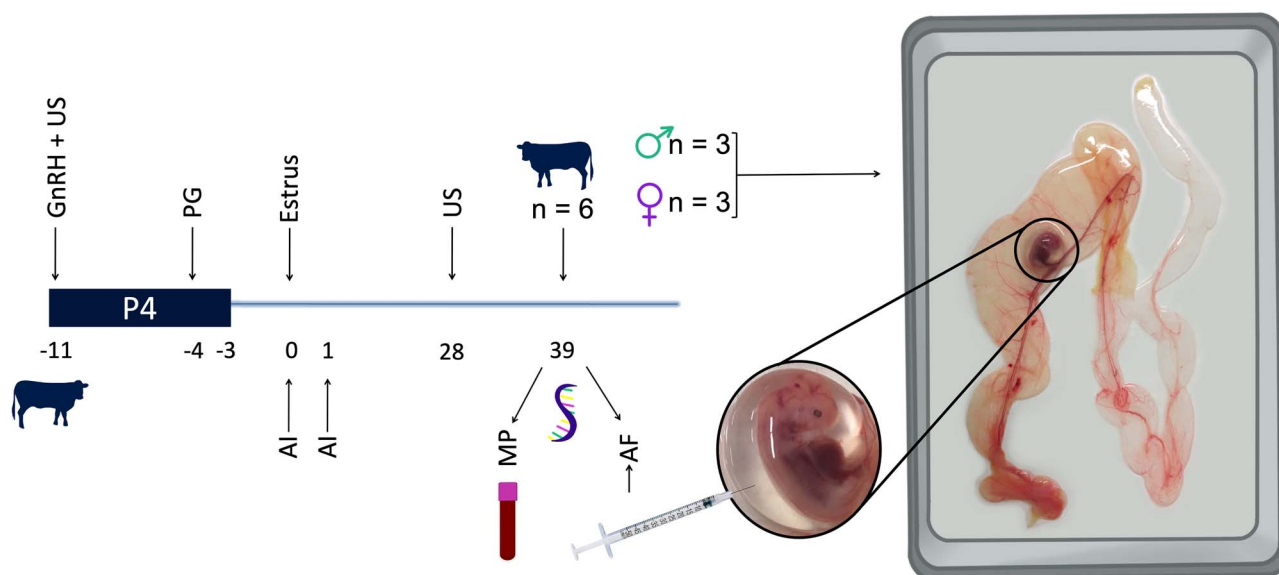 GnRH + US
PG
Estrus
US
n = 6
♂ n = 3
♀ n = 3
P4
-11
-4
-3
0
1
28
39
AI
AI
MP
AF